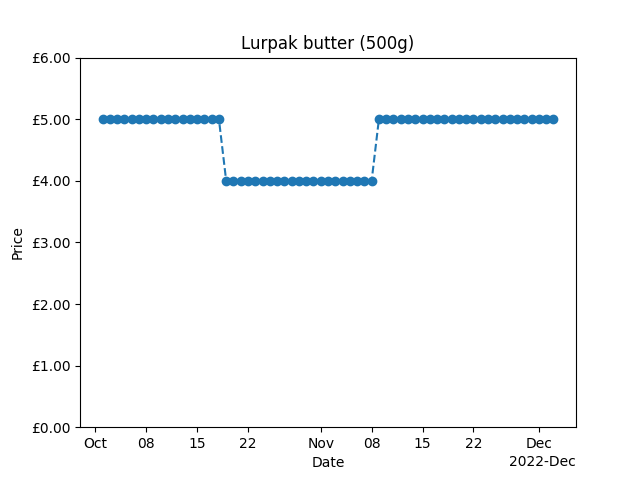 Lurpak butter (500g)
£6.00
£5.00
£4.00
£3.00
£2.00
£1.00
£0.00
Price
Oct 08 15 22 Nov 08 15 22 Dec
Date
2022-Dec